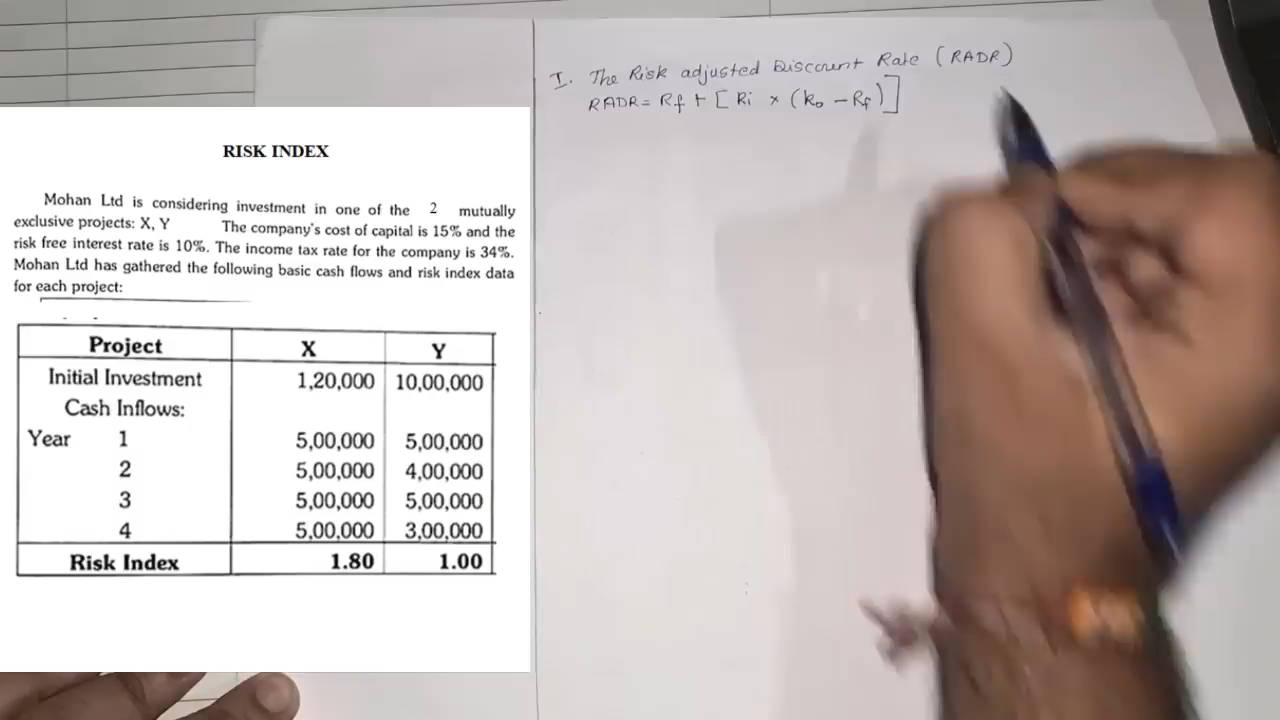 I. The Risk adjusted Discount Rate (RADR)
RADR = Rf + [ Ri × (ko - Rf)]
RISK INDEX
Mohan Ltd is considering investment in one of the 2 mutually
exclusive projects: X, Y The company's cost of capital is 15% and the
risk free interest rate is 10%. The income tax rate for the company is 34%.
Mohan Ltd has gathered the following basic cash flows and risk index data
for each project:
Project X Y
Initial Investment 1,20,000 10,00,000
Cash Inflows:
Year 1 5,00,000 5,00,000
2 5,00,000 4,00,000
3 5,00,000 5,00,000
4 5,00,000 3,00,000
Risk Index 1.80 1.00